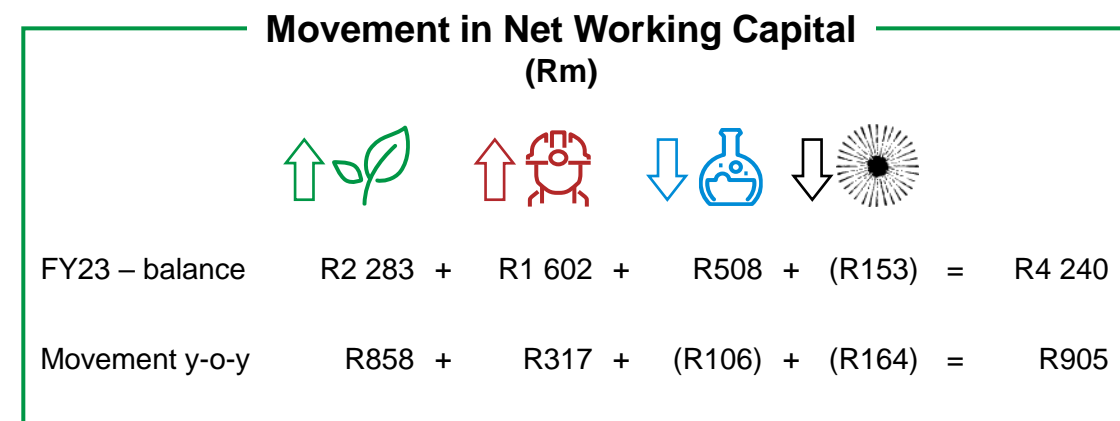 Movement in Net Working Capital
(Rm)
FY23 – balance R2 283 + R1 602 + R508 + (R153) = R4 240
Movement y-o-y R858 + R317 + (R106) + (R164) = R905